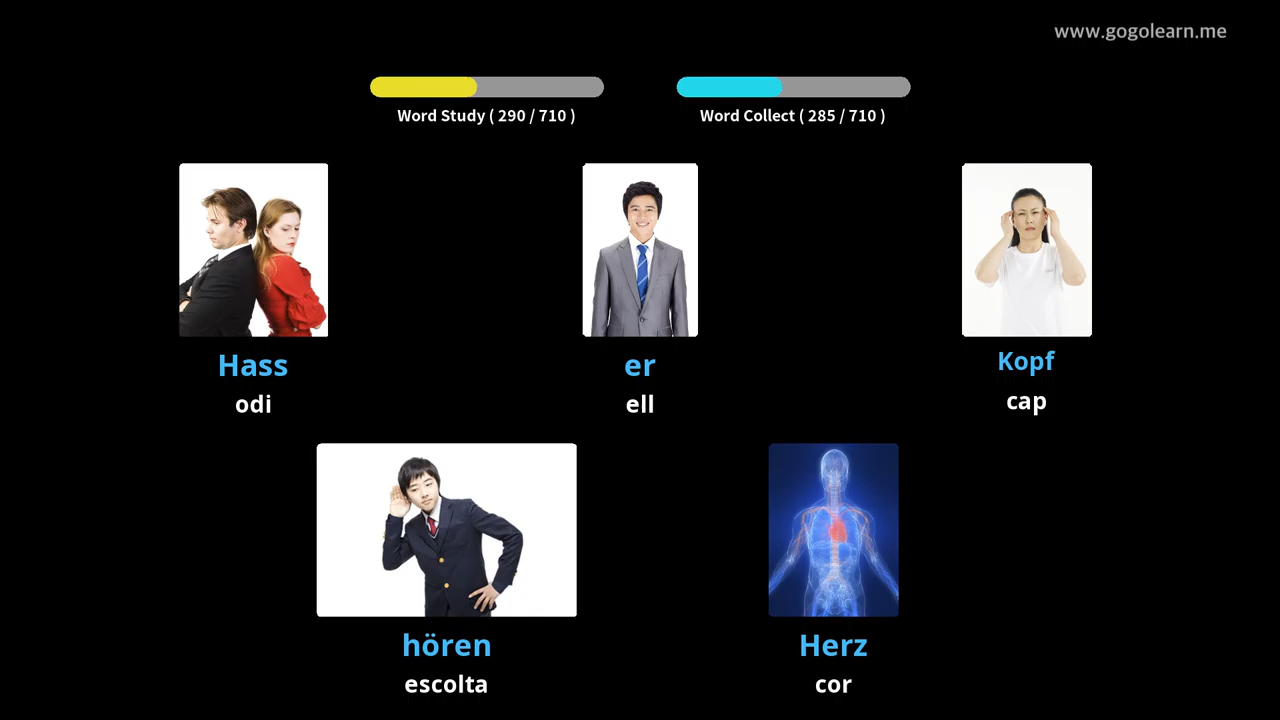 www.gogolearn.me
Word Study ( 290 / 710 )
Word Collect ( 285 / 710 )
Hass
odi
er
ell
Kopf
cap
hören
escolta
Herz
cor